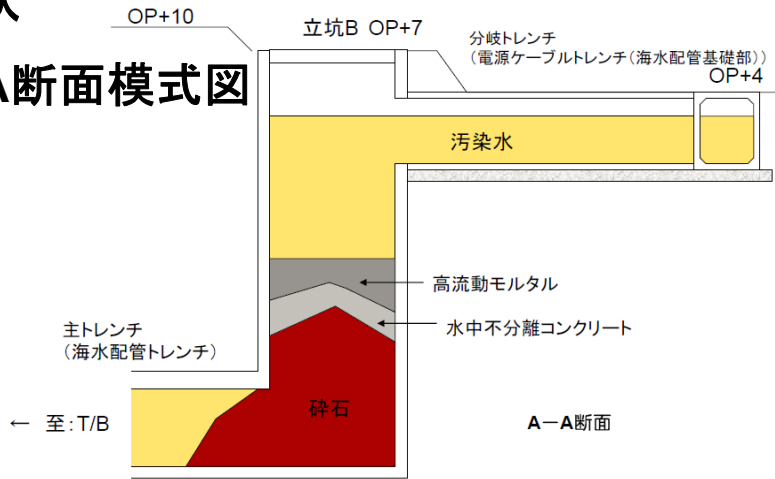 OP+10
立坑B OP+7
分岐トレンチ
(電源ケーブルトレンチ(海水配管基礎部))
OP+4
断面模式図
汚染水
高流動モルタル
水中不分離コンクリート
主トレンチ
(海水配管トレンチ)
砕石
← 至:T/B
A-A断面